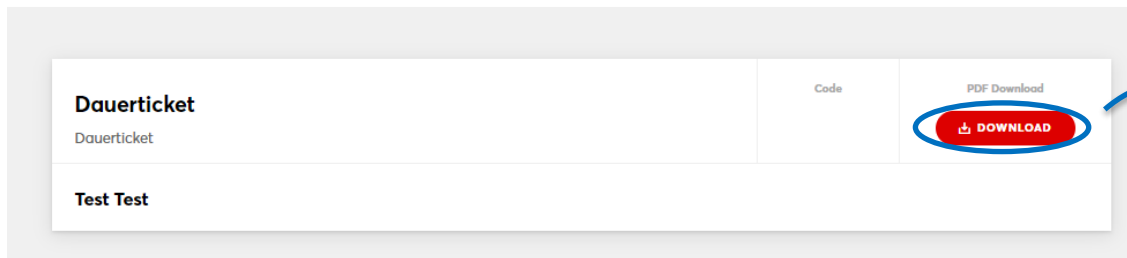 Dauerticket
Dauerticket
Code
PDF Download
DOWNLOAD
Test Test